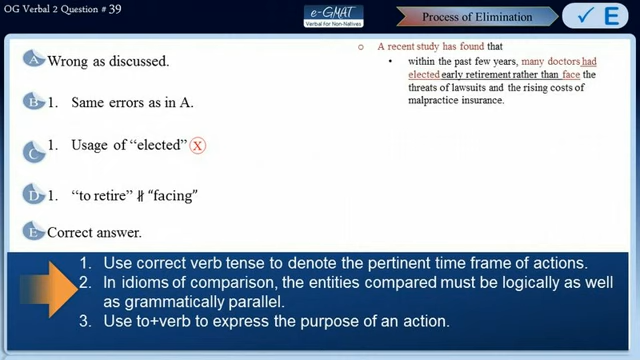 OG Verbal 2 Question # 39
e-GMAT
Verbal for Non-Natives
Process of Elimination
✓ E
A Wrong as discussed.
B 1. Same errors as in A.
C 1. Usage of “elected” X
D 1. “to retire” ∦ “facing”
E Correct answer.
o A recent study has found that
• within the past few years, many doctors had
elected early retirement rather than face the
threats of lawsuits and the rising costs of
malpractice insurance.
1. Use correct verb tense to denote the pertinent time frame of actions.
2. In idioms of comparison, the entities compared must be logically as well
as grammatically parallel.
3. Use to+verb to express the purpose of an action.